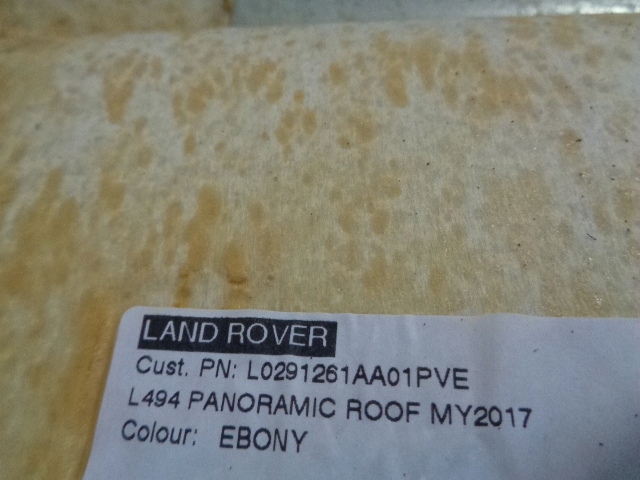 LAND ROVER
Cust. PN: L0291261AA01PVE
L494 PANORAMIC ROOF MY2017
Colour: EBONY